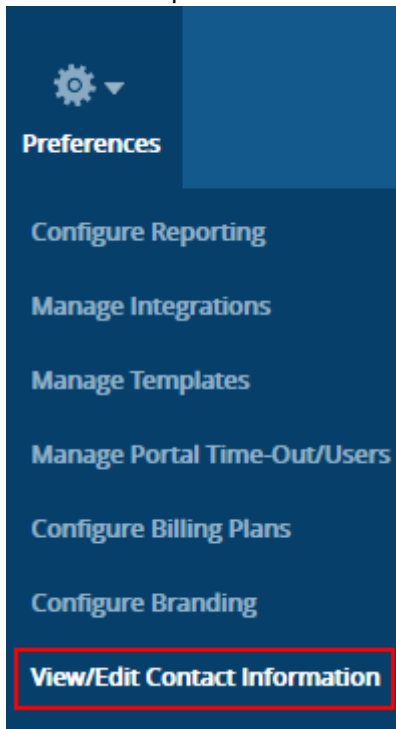 Preferences
Configure Reporting
Manage Integrations
Manage Templates
Manage Portal Time-Out/Users
Configure Billing Plans
Configure Branding
View/Edit Contact Information